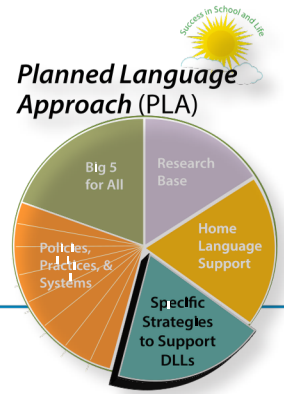 Success in School and Life
Planned Language
Approach (PLA)
Big 5
for All
Research
Base
Home
Language
Support
Policies,
Practices, &
Systems
Specific
Strategies
to Support
DLLs